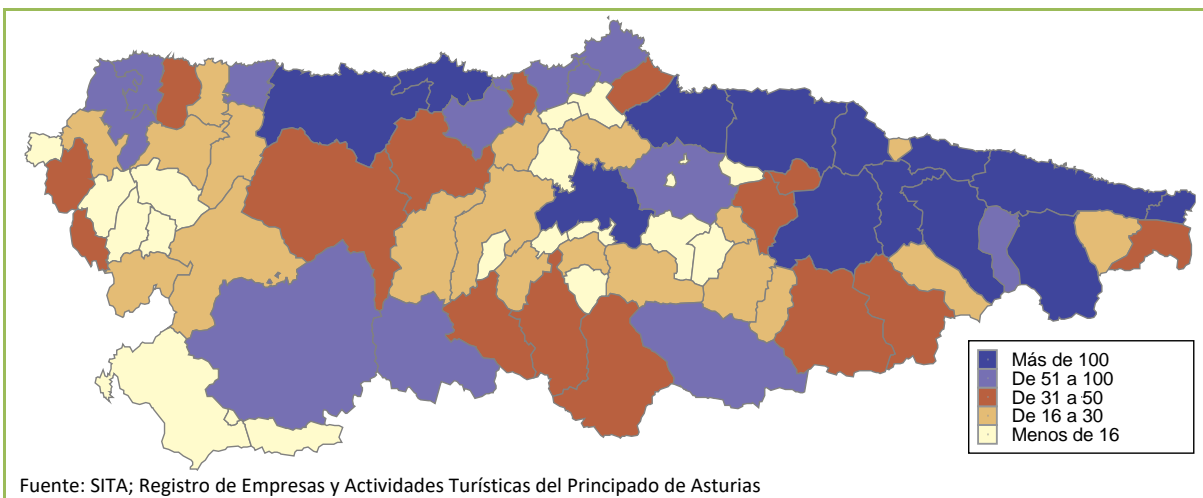 Más de 100
De 51 a 100
De 31 a 50
De 16 a 30
Menos de 16
Fuente: SITA; Registro de Empresas y Actividades Turísticas del Principado de Asturias